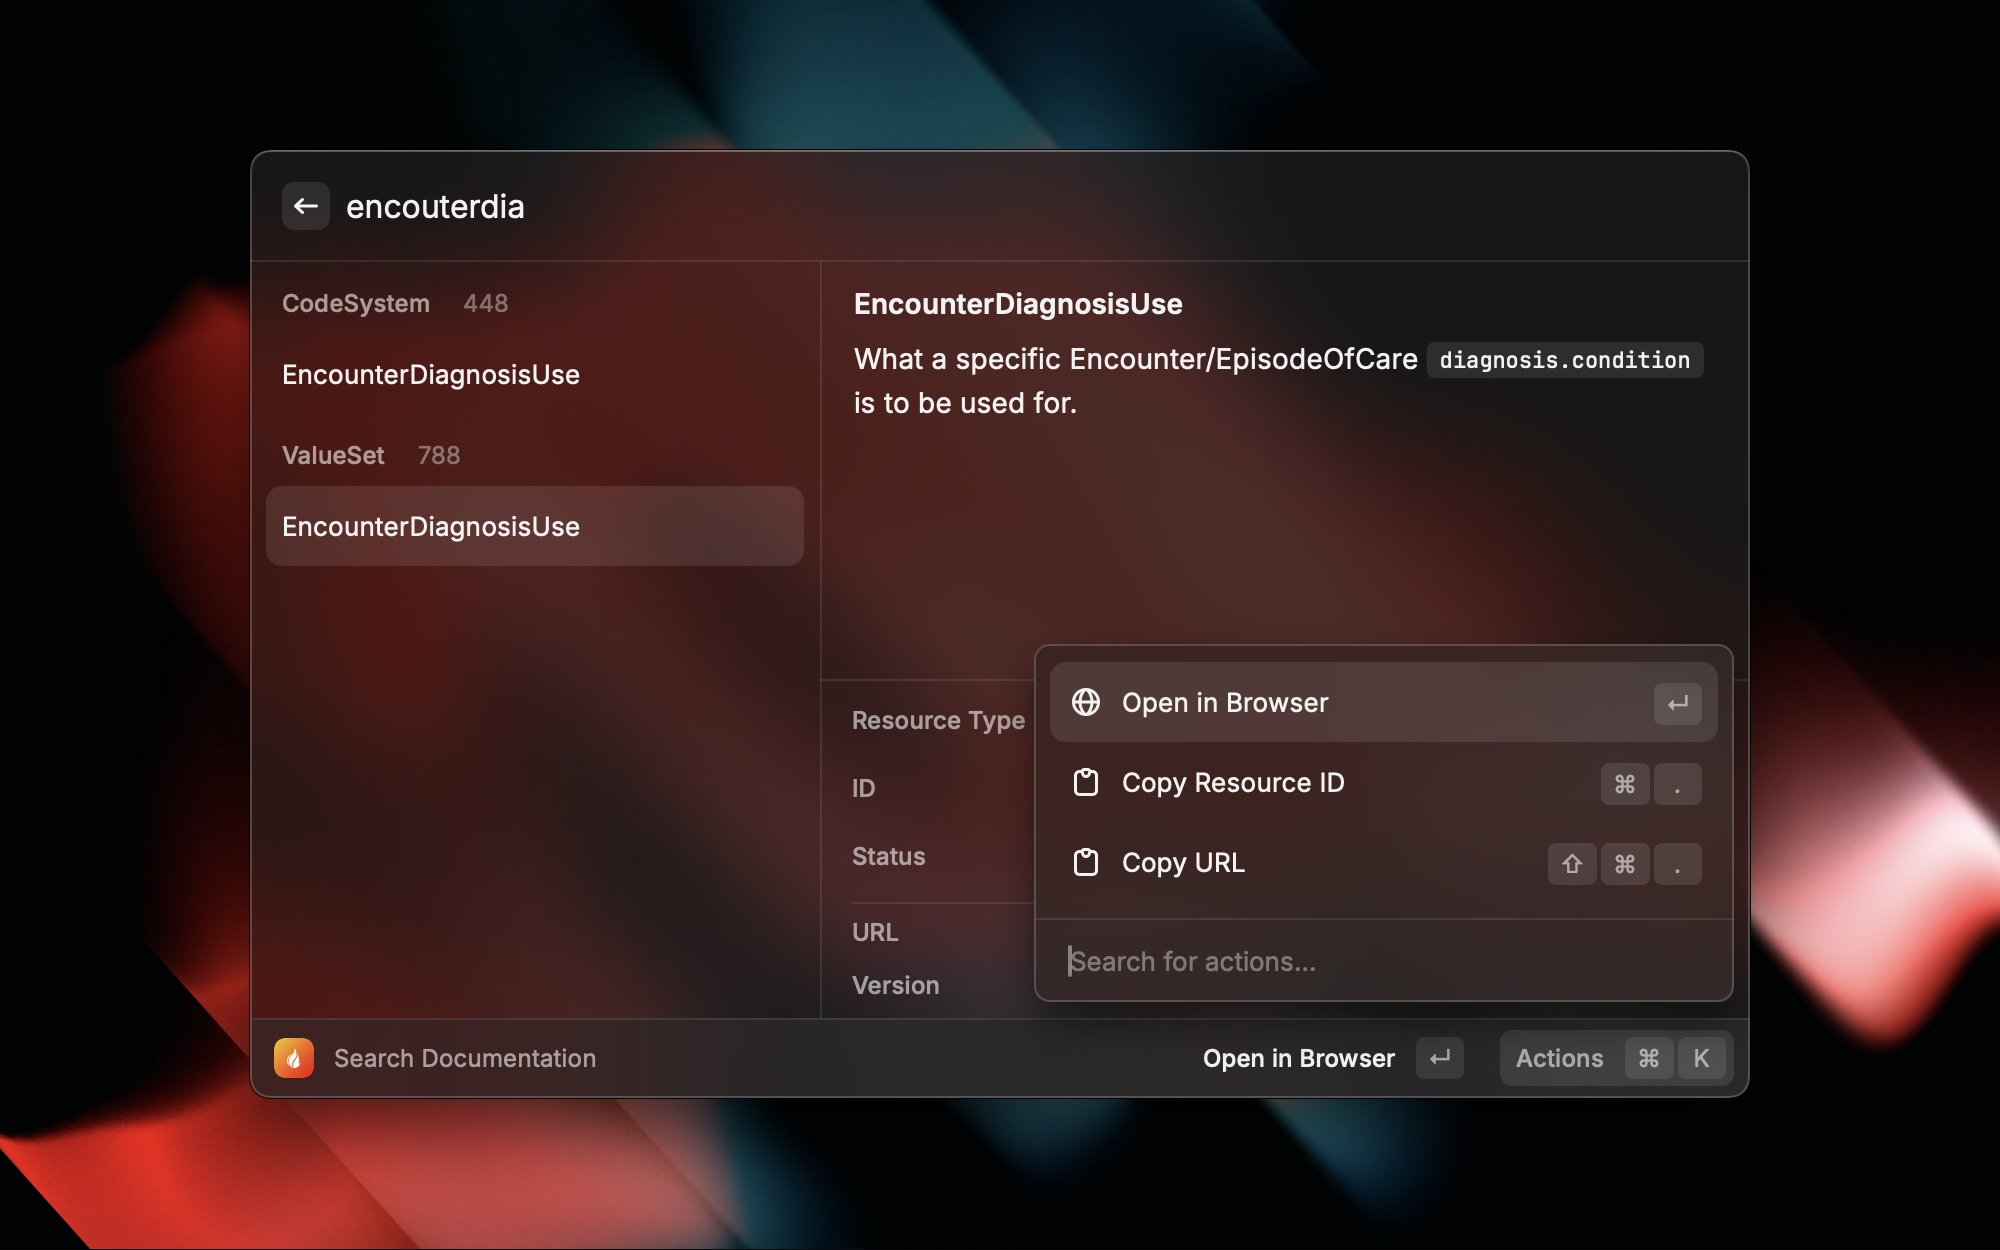 encouterdia
CodeSystem 448
EncounterDiagnosisUse
ValueSet 788
EncounterDiagnosisUse
EncounterDiagnosisUse
What a specific Encounter/EpisodeOfCare diagnosis.condition
is to be used for.
Resource Type
ID
Status
URL
Version
Open in Browser ↵
Copy Resource ID ⌘ .
Copy URL ⇧ ⌘ .
Search for actions...
Search Documentation
Open in Browser ↵
Actions ⌘ K